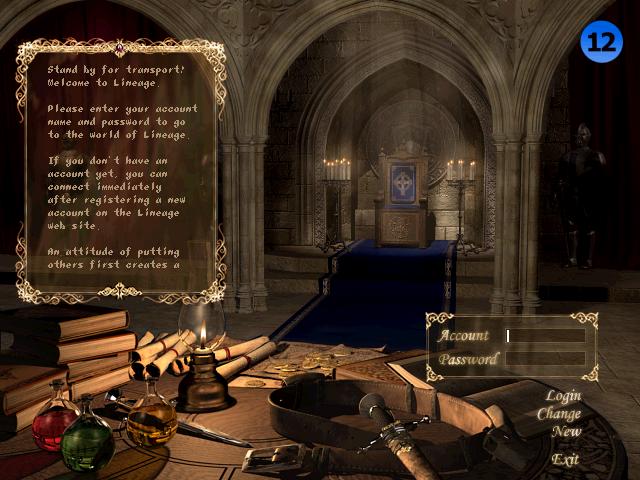 12
Stand by for transport!
Welcome to Lineage.
Please enter your account
name and password to go
to the world of Lineage.
If you don't have an
account yet, you can
connect immediately
after registering a new
account on the Lineage
web site.
An attitude of putting
others first creates a
Account
Password
Login
Change
New
Exit